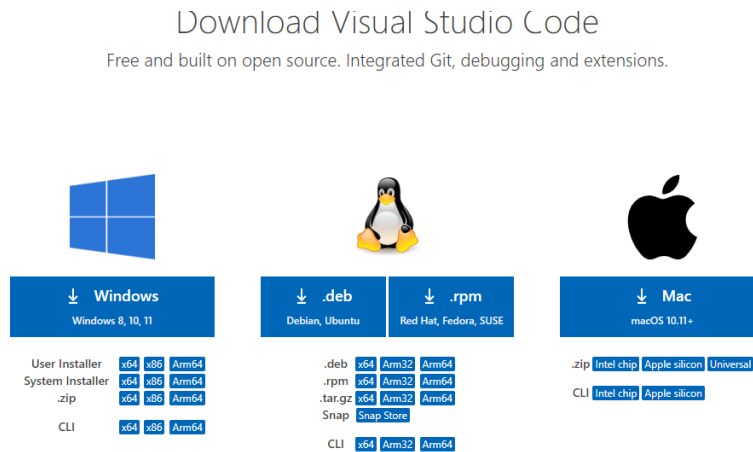 Download Visual Studio Code
Free and built on open source. Integrated Git, debugging and extensions.
Windows
Windows 8, 10, 11
User Installer x64 x86 Arm64
System Installer x64 x86 Arm64
.zip x64 x86 Arm64
CLI x64 x86 Arm64
.deb
Debian, Ubuntu
.rpm
Red Hat, Fedora, SUSE
.deb x64 Arm32 Arm64
.rpm x64 Arm32 Arm64
.tar.gz x64 Arm32 Arm64
Snap Snap Store
CLI x64 Arm32 Arm64
Mac
macOS 10.11+
.zip Intel chip Apple silicon Universal
CLI Intel chip Apple silicon